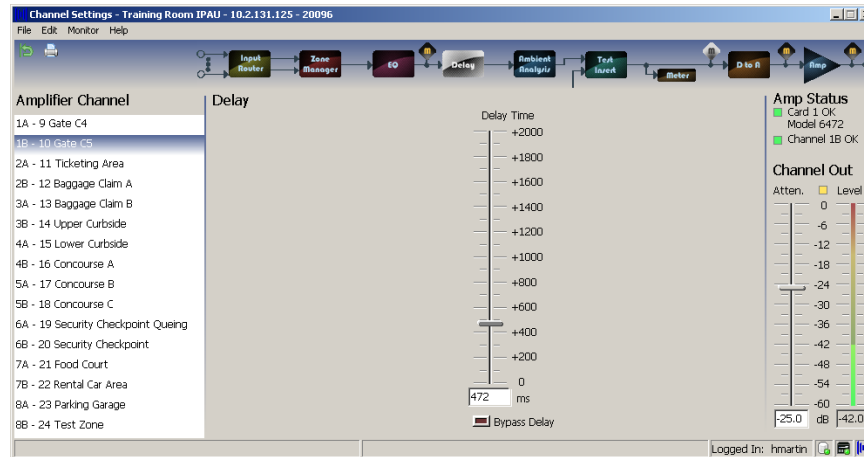 Channel Settings - Training Room IPAU - 10.2.131.125 - 20096
File Edit Monitor Help
Input Router
Zone Manager
EQ
m
Delay
Ambient Analysis
Test Insert
Meter
m
D to A
m
Amp
m
Amplifier Channel
1A - 9 Gate C4
1B - 10 Gate C5
2A - 11 Ticketing Area
2B - 12 Baggage Claim A
3A - 13 Baggage Claim B
3B - 14 Upper Curbside
4A - 15 Lower Curbside
4B - 16 Concourse A
5A - 17 Concourse B
5B - 18 Concourse C
6A - 19 Security Checkpoint Queing
6B - 20 Security Checkpoint
7A - 21 Food Court
7B - 22 Rental Car Area
8A - 23 Parking Garage
8B - 24 Test Zone
Delay
Delay Time
+2000
+1800
+1600
+1400
+1200
+1000
+800
+600
+400
+200
0
472 ms
Bypass Delay
Amp Status
Card 1 OK
Model 6472
Channel 1B OK
Channel Out
Atten. Level
0
-6
-12
-18
-24
-30
-36
-42
-48
-54
-60
-25.0 dB -42.0
Logged In: hmartin